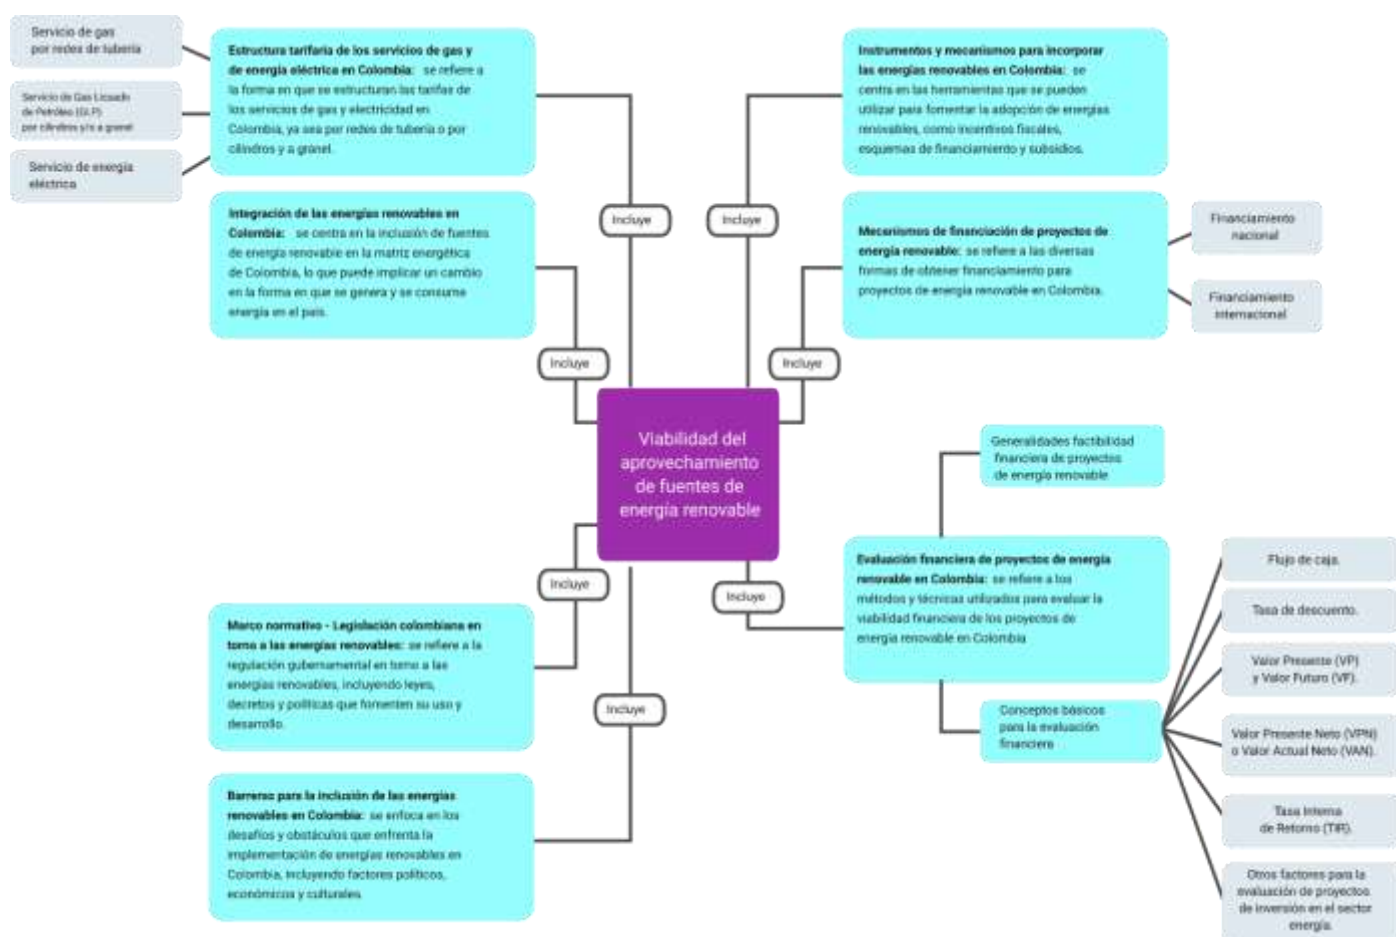 Servicio de gas
por redes de tubería
Servicio de Gas Licuado
de Petróleo (GLP)
por cilindros y/o a granel
Servicio de energía
eléctrica
Estructura tarifaria de los servicios de gas y
de energía eléctrica en Colombia: se refiere a
la forma en que se estructuran las tarifas de
los servicios de gas y electricidad en
Colombia, ya sea por redes de tubería o por
cilindros y a granel.
Integración de las energías renovables en
Colombia: se centra en la inclusión de fuentes
de energía renovable en la matriz energética
de Colombia, lo que puede implicar un cambio
en la forma en que se genera y se consume
energía en el país.
Incluye
Incluye
Incluye
Incluye
Instrumentos y mecanismos para incorporar
las energías renovables en Colombia: se
centra en las herramientas que se pueden
utilizar para fomentar la adopción de energías
renovables, como incentivos fiscales,
esquemas de financiamiento y subsidios.
Mecanismos de financiación de proyectos de
energía renovable: se refiere a las diversas
formas de obtener financiamiento para
proyectos de energía renovable en Colombia.
Financiamiento
nacional
Financiamiento
internacional
Viabilidad del
aprovechamiento
de fuentes de
energía renovable
Incluye
Incluye
Incluye
Marco normativo - Legislación colombiana en
torno a las energías renovables: se refiere a la
regulación gubernamental en torno a las
energías renovables, incluyendo leyes,
decretos y políticas que fomenten su uso y
desarrollo.
Barreras para la inclusión de las energías
renovables en Colombia: se enfoca en los
desafíos y obstáculos que enfrenta la
implementación de energías renovables en
Colombia, incluyendo factores políticos,
económicos y culturales.
Generalidades factibilidad
financiera de proyectos
de energía renovable
Evaluación financiera de proyectos de energía
renovable en Colombia: se refiere a los
métodos y técnicas utilizados para evaluar la
viabilidad financiera de los proyectos de
energía renovable en Colombia
Conceptos básicos
para la evaluación
financiera
Flujo de caja.
Tasa de descuento.
Valor Presente (VP)
y Valor Futuro (VF).
Valor Presente Neto (VPN)
o Valor Actual Neto (VAN).
Tasa Interna
de Retorno (TIR).
Otros factores para la
evaluación de proyectos
de inversión en el sector
energía.